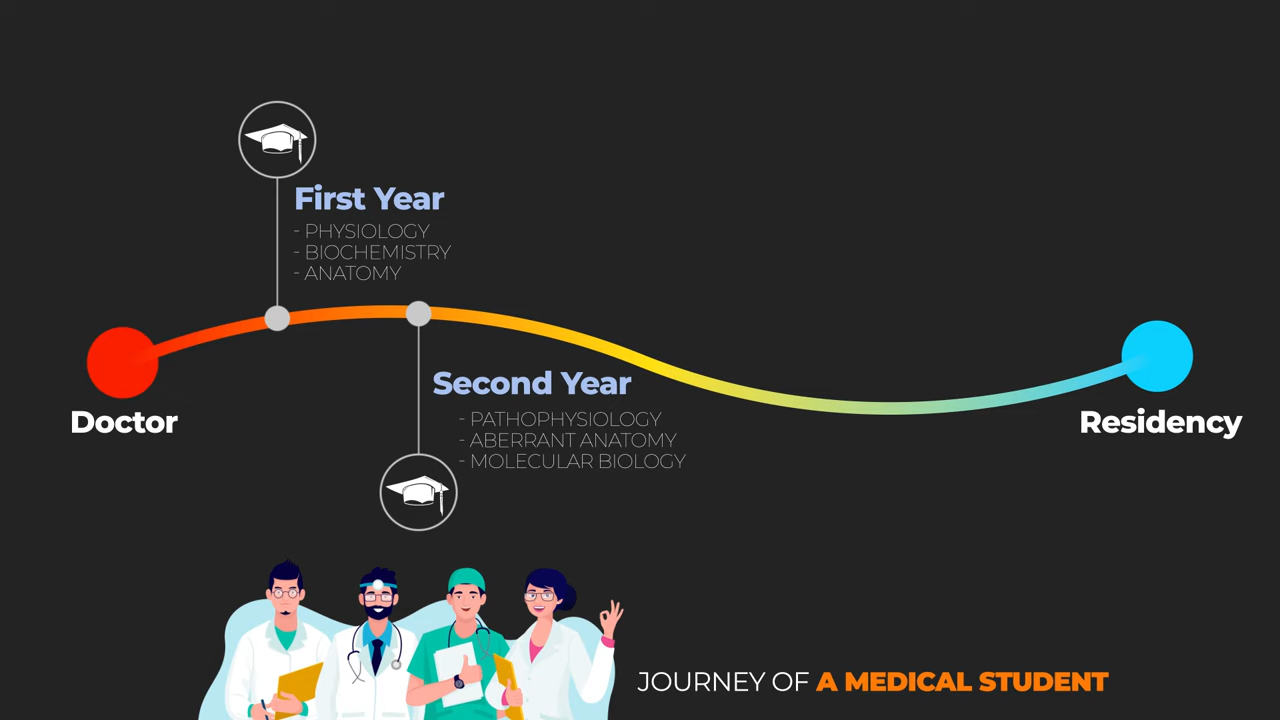 First Year
- PHYSIOLOGY
- BIOCHEMISTRY
- ANATOMY
Second Year
- PATHOPHYSIOLOGY
- ABERRANT ANATOMY
- MOLECULAR BIOLOGY
Doctor
Residency
JOURNEY OF A MEDICAL STUDENT